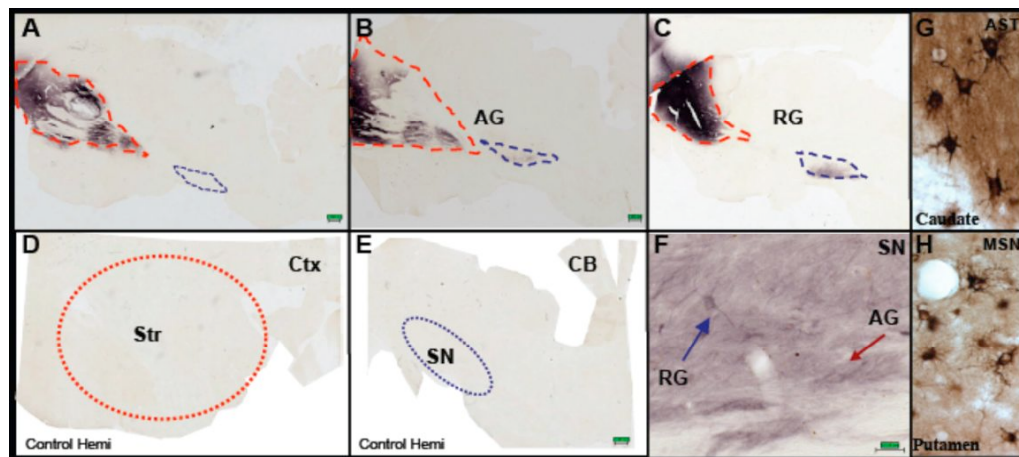 A
B
AG
C
RG
G
AST
Caudate
D
Ctx
Str
Control Hemi
E
CB
SN
Control Hemi
F
SN
AG
RG
H
MSN
Putamen